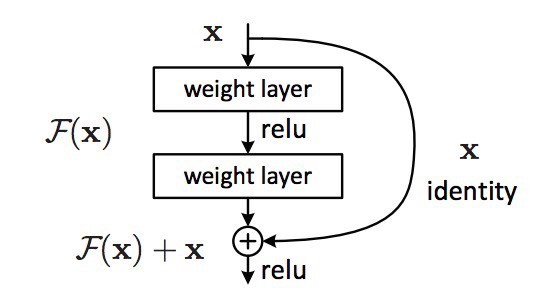 x
weight layer
relu
F(x)
x
weight layer
identity
F(x) + x
relu